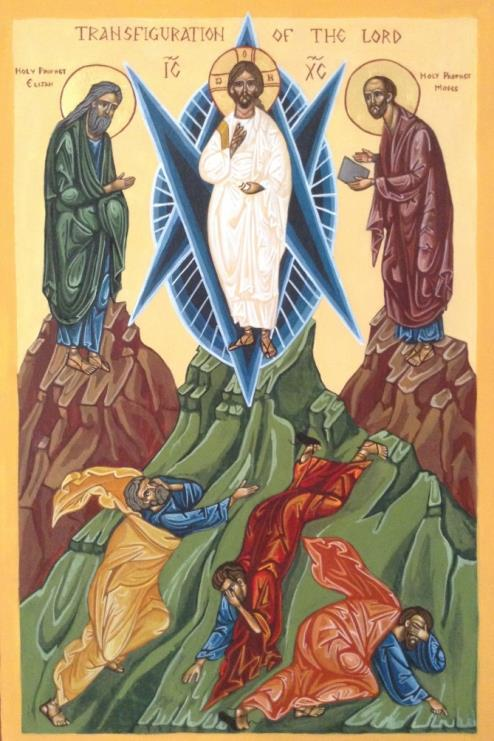 TRANSFIGURATION OF THE LORD
IC XC
HOLY PROPHET
ELIJAH
HOLY PROPHET
MOSES